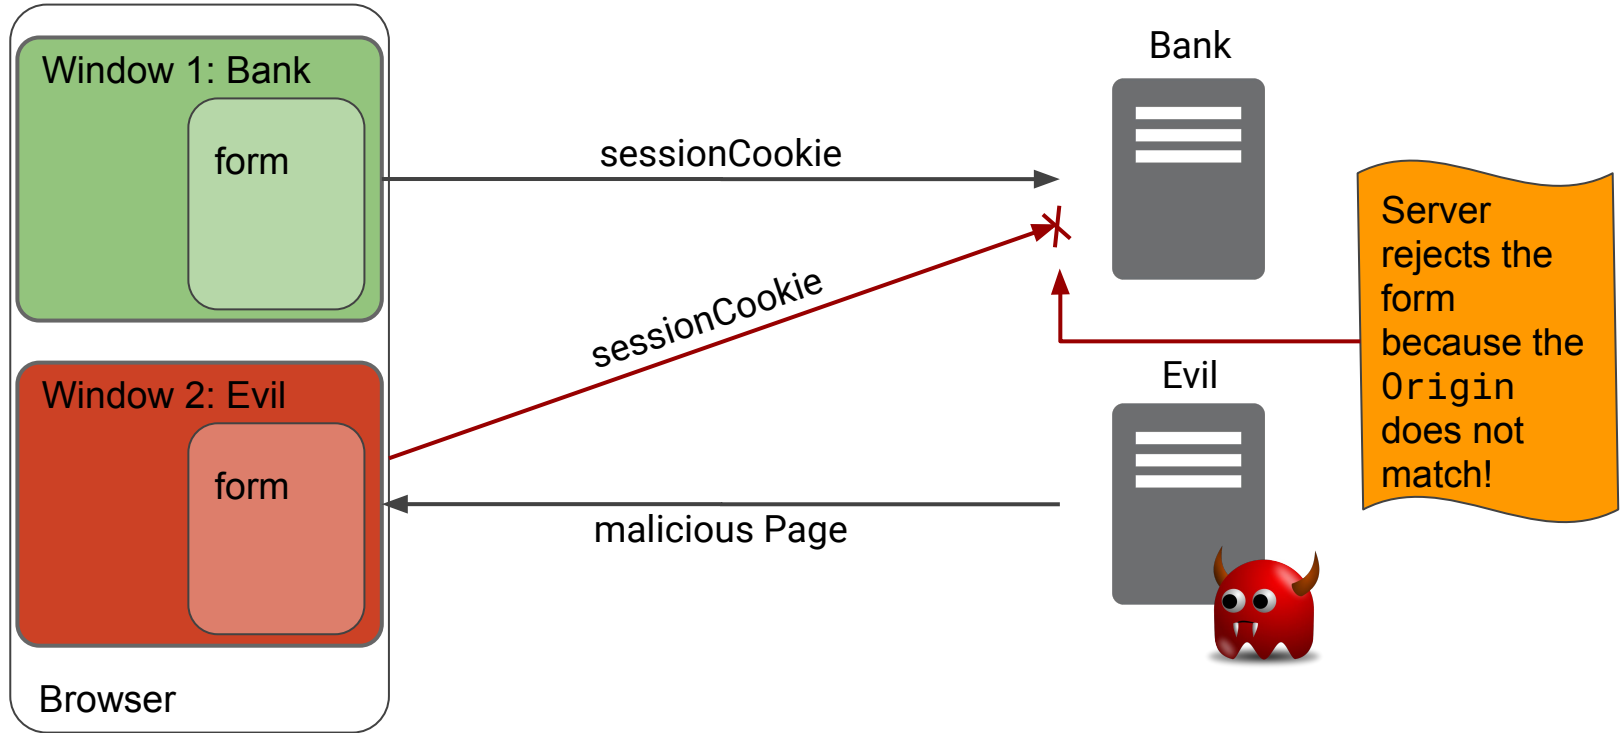 Window 1: Bank
form
sessionCookie
Bank
sessionCookie
Window 2: Evil
form
malicious Page
Evil
Server
rejects the
form
because the
Origin
does not
match!
Browser